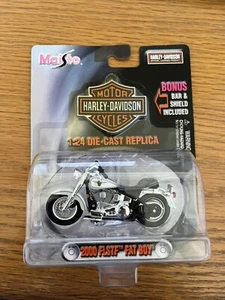 Maisto
HARLEY-DAVIDSON
MOTOR
HARLEY-DAVIDSON
CYCLES
BONUS
BAR &
SHIELD
INCLUDED
WARNING
1:24 DIE-CAST REPLICA
2000 FLSTF FAT BOY